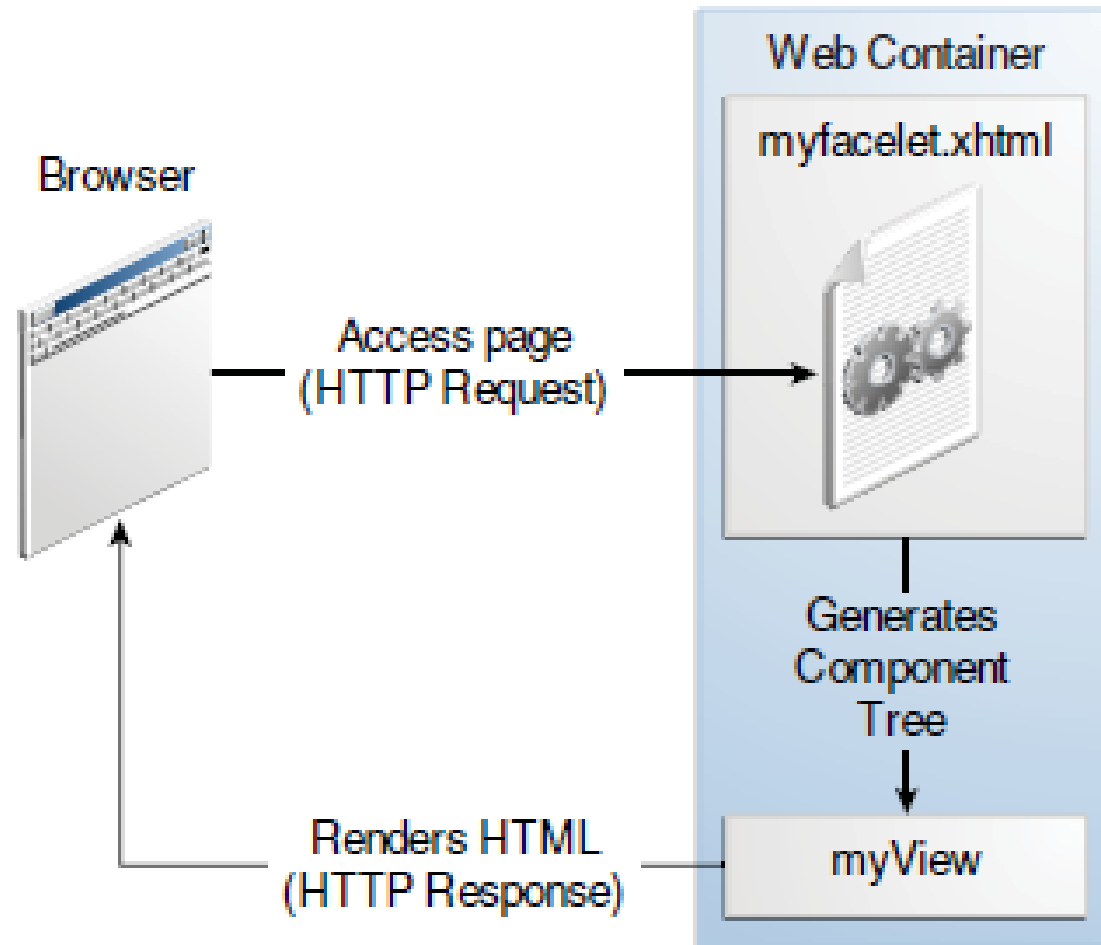 Web Container
myfacelet.xhtml
Browser
Access page
(HTTP Request)
Generates
Component
Tree
Renders HTML
(HTTP Response)
myView